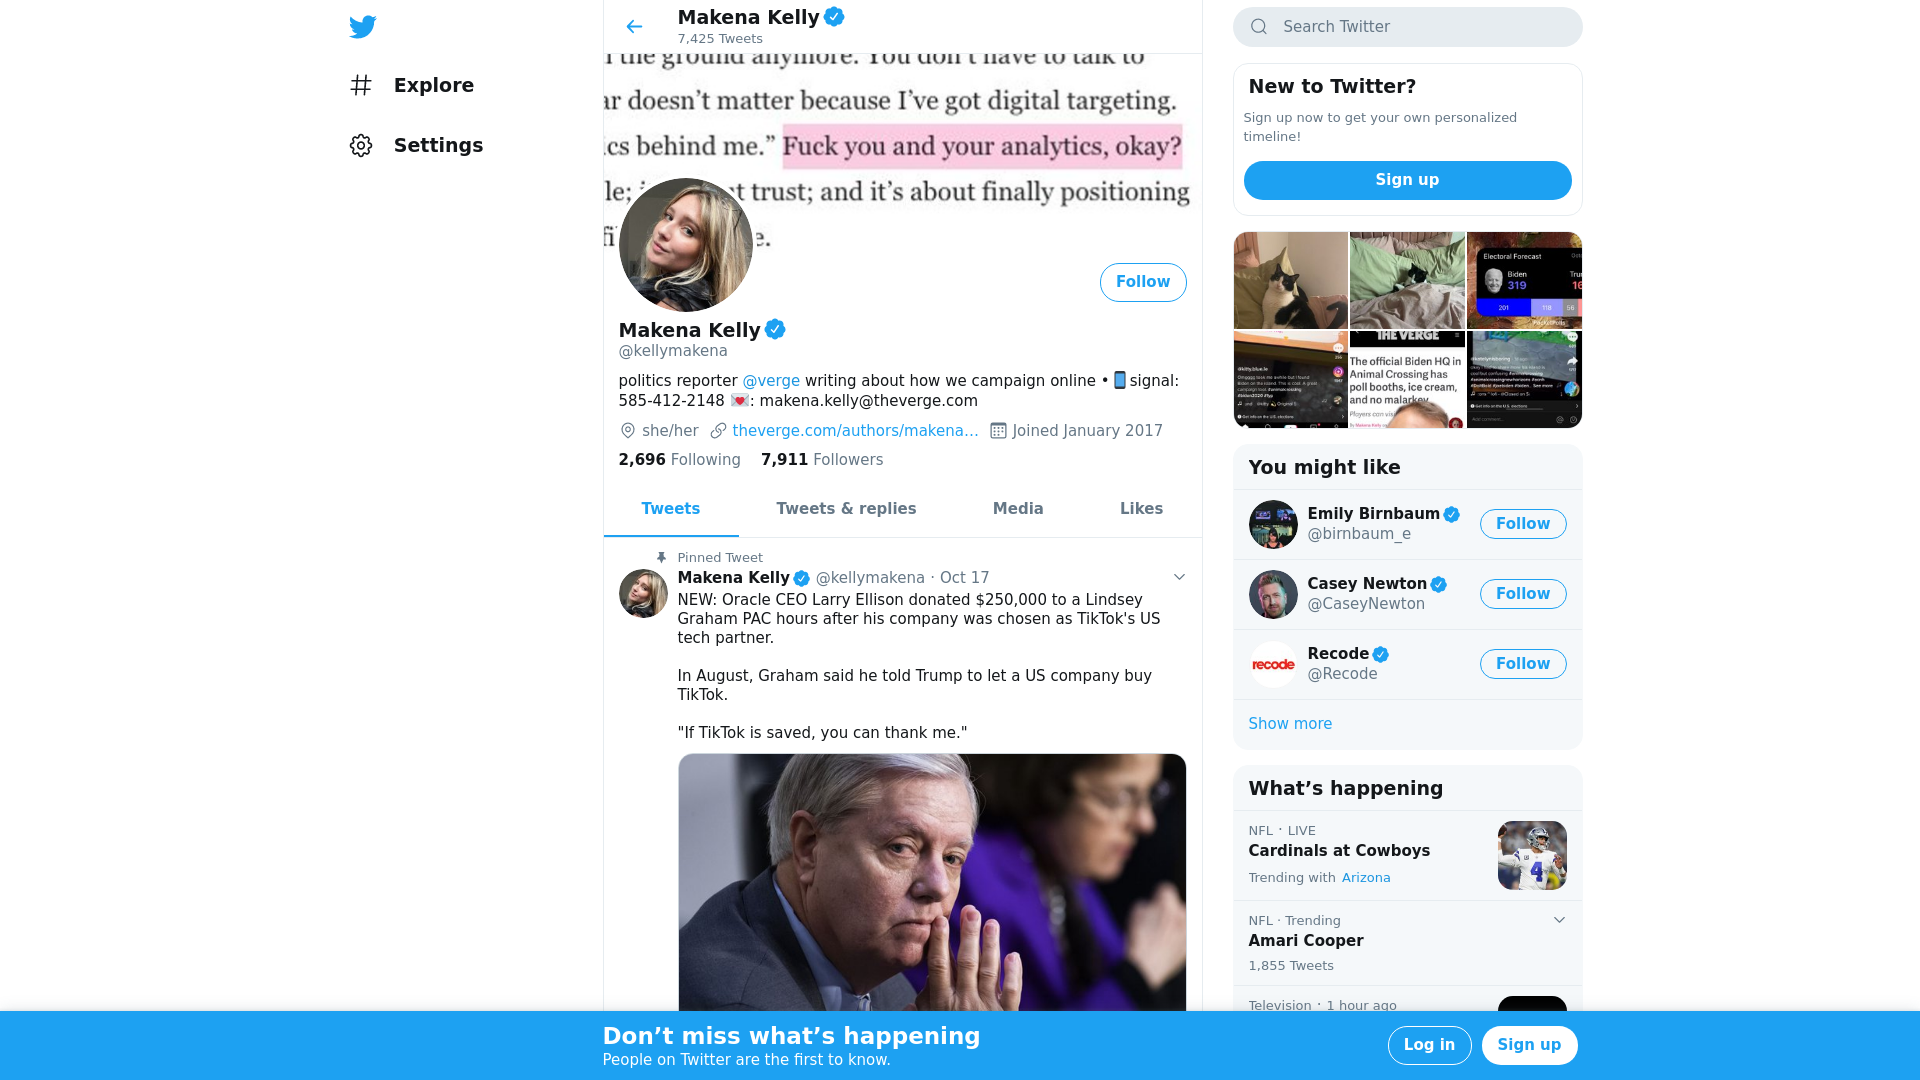 Makena Kelly
7,425 Tweets
Search Twitter
Explore
Settings
the ground anymore. You don't have to talk to
ar doesn't matter because I've got digital targeting.
ics behind me.” Fuck you and your analytics, okay?
trust; and it's about finally positioning
Follow
Makena Kelly
@kellymakena
politics reporter @verge writing about how we campaign online • 📱signal:
585-412-2148 💌: makena.kelly@theverge.com
she/her theverge.com/authors/makena… Joined January 2017
2,696 Following 7,911 Followers
Tweets Tweets & replies Media Likes
Pinned Tweet
Makena Kelly @kellymakena · Oct 17
NEW: Oracle CEO Larry Ellison donated $250,000 to a Lindsey
Graham PAC hours after his company was chosen as TikTok's US
tech partner.
In August, Graham said he told Trump to let a US company buy
TikTok.
"If TikTok is saved, you can thank me."
New to Twitter?
Sign up now to get your own personalized
timeline!
Sign up
Electoral Forecast
Biden
319
201 118 56
THE VERGE
The official Biden HQ in
Animal Crossing has
poll booths, ice cream,
and no malarkey
Players can
You might like
Emily Birnbaum
@birnbaum_e
Follow
Casey Newton
@CaseyNewton
Follow
recode
Recode
@Recode
Follow
Show more
What’s happening
NFL · LIVE
Cardinals at Cowboys
Trending with Arizona
4
NFL · Trending
Amari Cooper
1,855 Tweets
Television · 1 hour ago
Don’t miss what’s happening
People on Twitter are the first to know.
Log in
Sign up